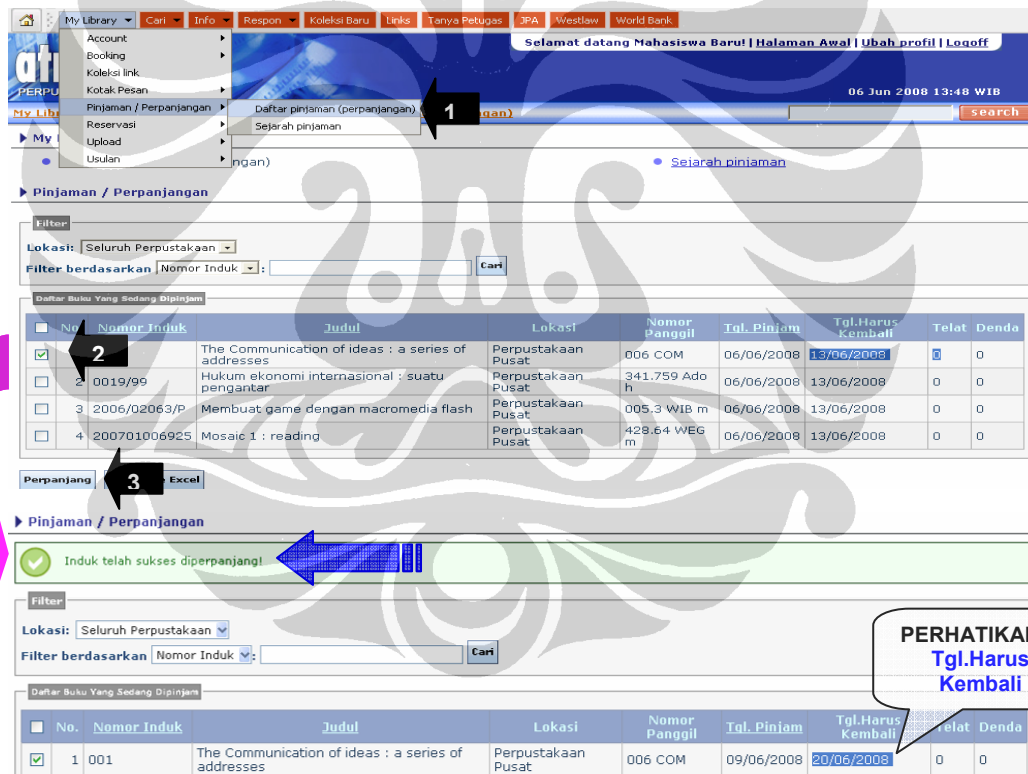 My Library Cari Info Respon Koleksi Baru Links Tanya Petugas JPA Westlaw World Bank
Account
Selamat datang Mahasiswa Baru! | Halaman Awal | Ubah profil | Logoff
Booking
Koleksi link
Kotak Pesan
PERPU 06 Jun 2008 13:48 WIB
Pinjaman / Perpanjangan Daftar pinjaman (perpanjangan) 1
My Lib ngan) search
Reservasi Sejarah pinjaman
My
Upload
Usulan ngan) Sejarah pinjaman
Pinjaman / Perpanjangan
Filter
Lokasi: Seluruh Perpustakaan
Filter berdasarkan Nomor Induk : Cari
Daftar Buku Yang Sedang Dipinjam
No Nomor Induk Judul Lokasi Nomor Panggil Tgl. Pinjam Tgl.Harus Kembali Telat Denda
2 The Communication of ideas : a series of addresses Perpustakaan Pusat 006 COM 06/06/2008 13/06/2008 0 0
2 0019/99 Hukum ekonomi internasional : suatu pengantar Perpustakaan Pusat 341.759 Ado h 06/06/2008 13/06/2008 0 0
3 2006/02063/P Membuat game dengan macromedia flash Perpustakaan Pusat 005.3 WIB m 06/06/2008 13/06/2008 0 0
4 200701006925 Mosaic 1 : reading Perpustakaan Pusat 428.64 WEG m 06/06/2008 13/06/2008 0 0
Perpanjang 3 Excel
Pinjaman / Perpanjangan
Induk telah sukses diperpanjang!
Filter
Lokasi: Seluruh Perpustakaan
Filter berdasarkan Nomor Induk : Cari
PERHATIKAN
Tgl.Harus
Kembali
Daftar Buku Yang Sedang Dipinjam
No. Nomor Induk Judul Lokasi Nomor Panggil Tgl. Pinjam Tgl.Harus Kembali Telat Denda
1 001 The Communication of ideas : a series of addresses Perpustakaan Pusat 006 COM 09/06/2008 20/06/2008 0 0